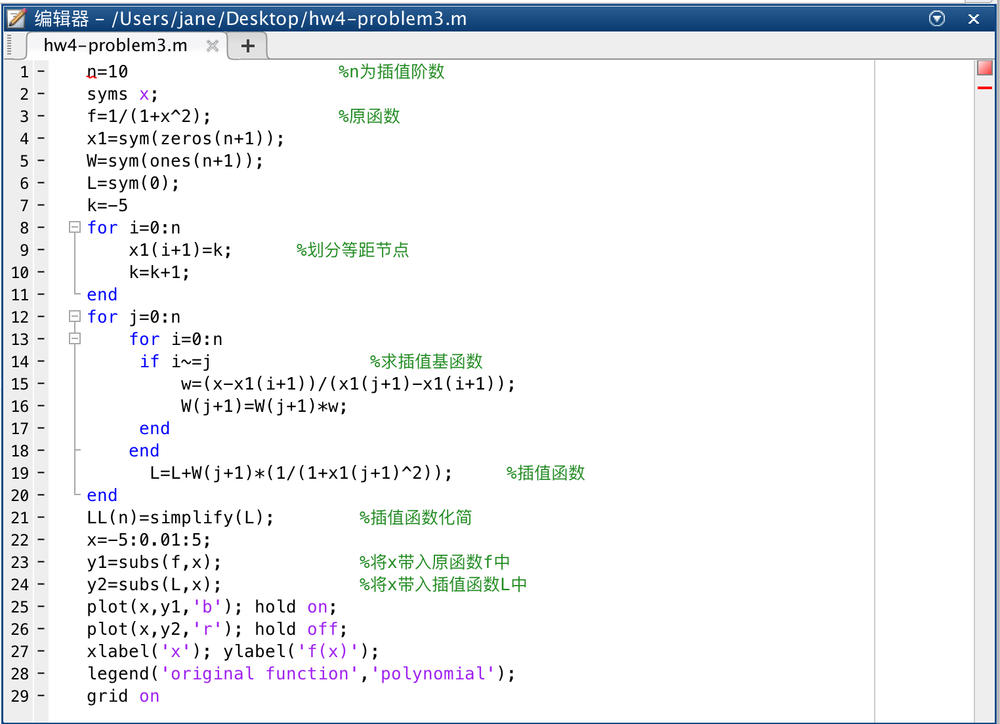 编辑器 – /Users/jane/Desktop/hw4-problem3.m
hw4-problem3.m
1 n=10 %n为插值阶数
2 syms x;
3 f=1/(1+x^2); %原函数
4 x1=sym(zeros(n+1));
5 W=sym(ones(n+1));
6 L=sym(0);
7 k=-5
8 for i=0:n
9 x1(i+1)=k; %划分等距节点
10 k=k+1;
11 end
12 for j=0:n
13 for i=0:n
14 if i~=j %求插值基函数
15 w=(x-x1(i+1))/(x1(j+1)-x1(i+1));
16 W(j+1)=W(j+1)*w;
17 end
18 end
19 L=L+W(j+1)*(1/(1+x1(j+1)^2)); %插值函数
20 end
21 LL(n)=simplify(L); %插值函数化简
22 x=-5:0.01:5;
23 y1=subs(f,x); %将x带入原函数f中
24 y2=subs(L,x); %将x带入插值函数L中
25 plot(x,y1,'b'); hold on;
26 plot(x,y2,'r'); hold off;
27 xlabel('x'); ylabel('f(x)');
28 legend('original function','polynomial');
29 grid on